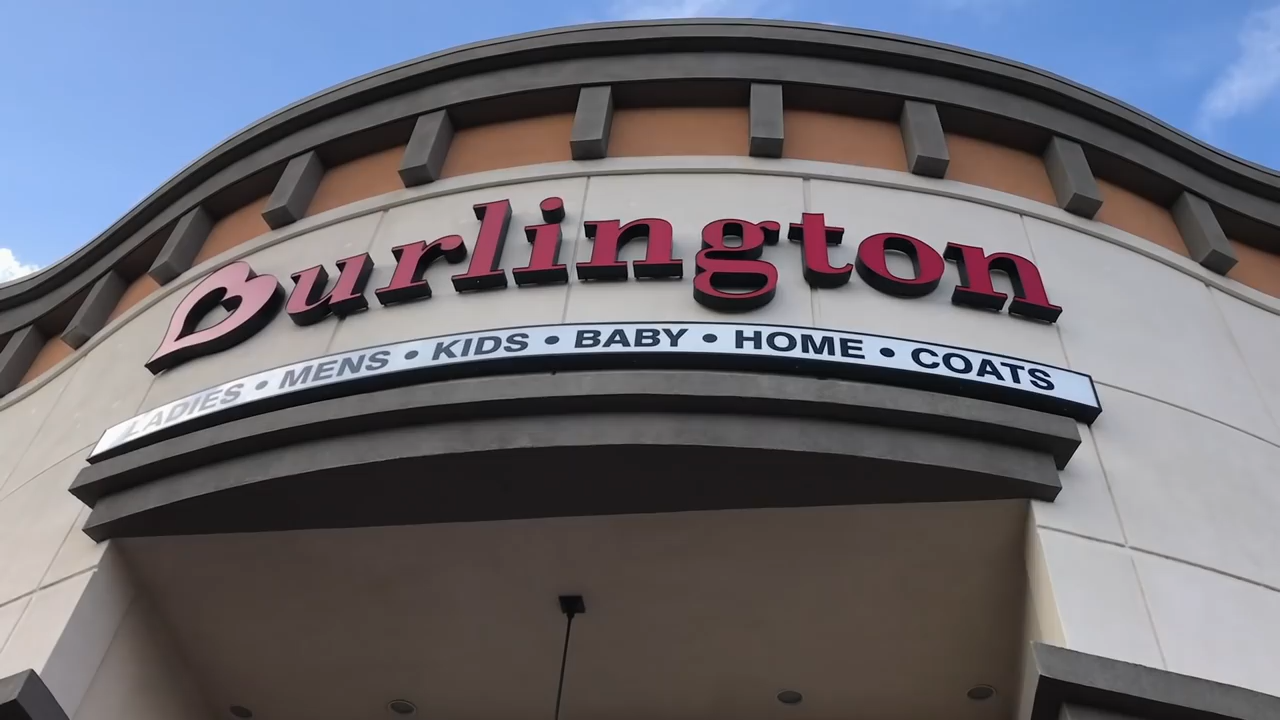 Burlington
LADIES • MENS • KIDS • BABY • HOME • COATS